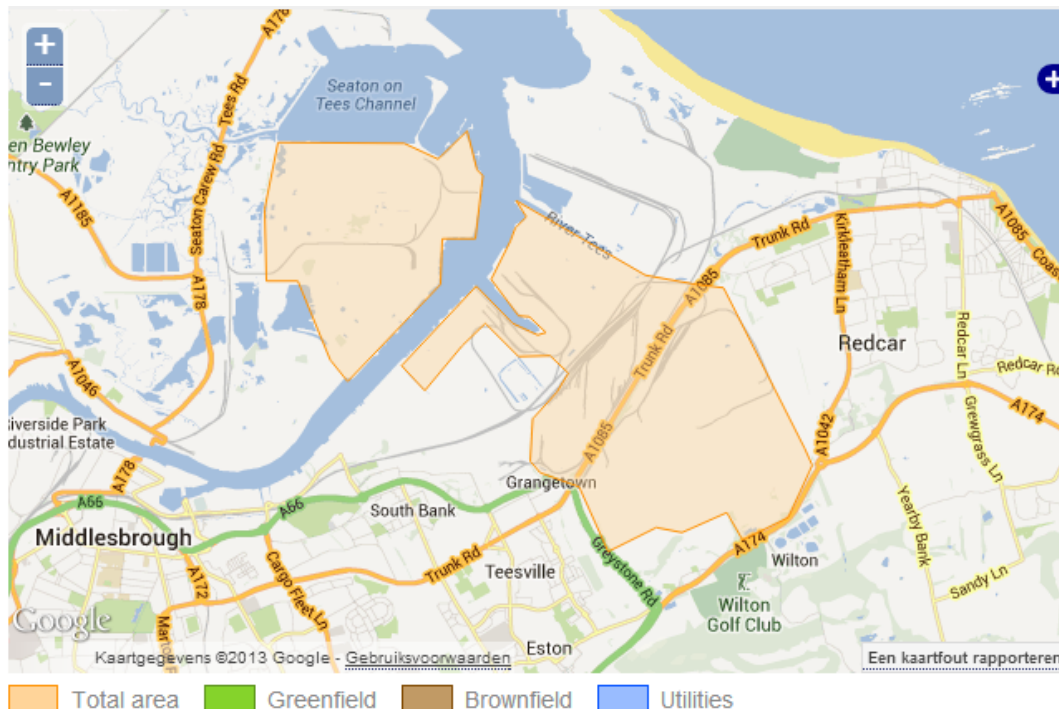 A178
Tees Rd
Seaton on
Tees Channel
en Bewley
ntry Park
Seaton Carew Rd
A1185
A178
River Tees
Trunk Rd
A1085
A1085
Coas
Kirkleatham Ln
Trunk Rd
Redcar
Redcar Ln
Redcar Rd
A1046
A174
Grewgrass Ln
Riverside Park
ndustrial Estate
A178
A1085
A1042
Grangetown
A66
A66
South Bank
Yearby Bank
Middlesbrough
Trunk Rd
Greystone Rd
A174
Teesville
Wilton
Sandy Ln
A172
Cargo Fleet Ln
Wilton
Golf Club
Google
Eston
Kaartgegevens ©2013 Google - Gebruiksvoorwaarden
Een kaartfout rapporteren
Total area
Greenfield
Brownfield
Utilities